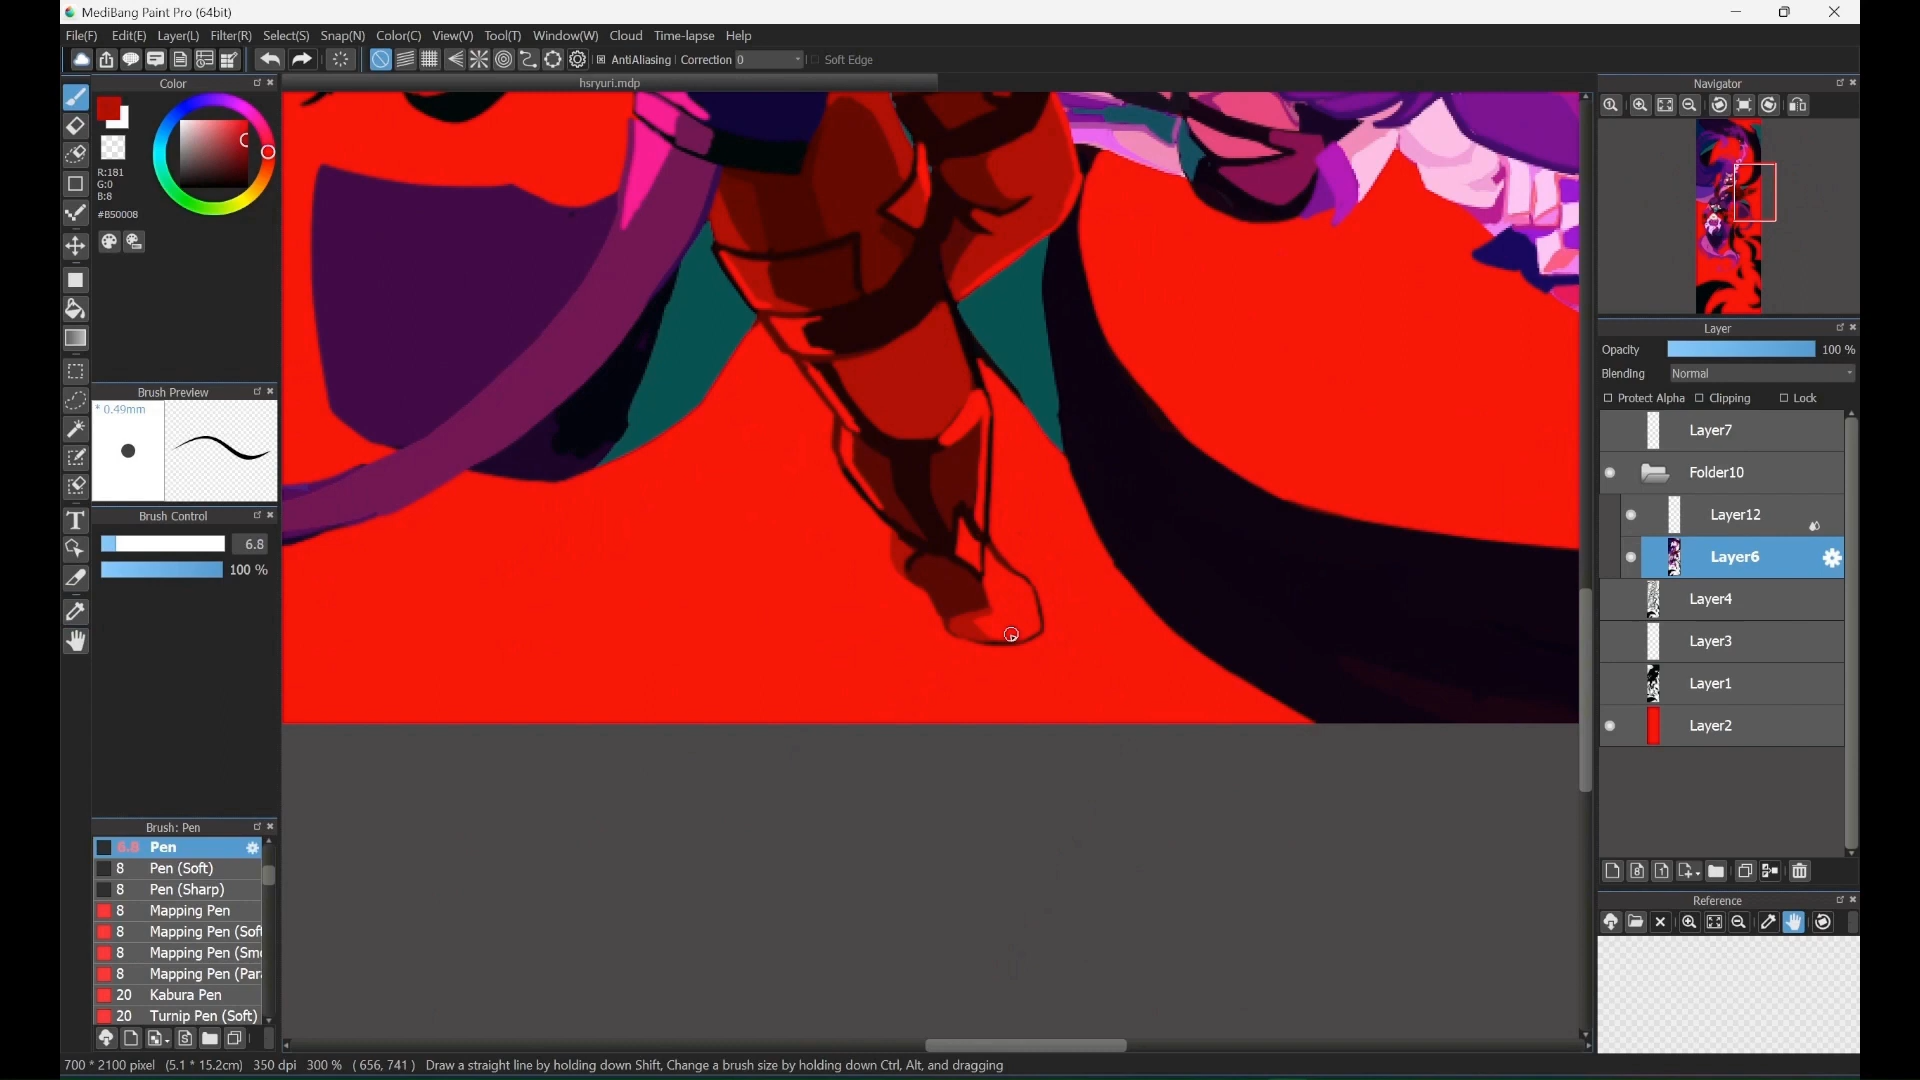 MediBang Paint Pro (64bit)
File(F) Edit(E) Layer(L) Filter(R) Select(S) Snap(N) Color(C) View(V) Tool(T) Window(W) Cloud Time-lapse Help
AntiAliasing Correction 0 Soft Edge
Color
hsryuri.mdp
Navigator
R:181
G:0
B:8
#B50008
Brush Preview
* 0.49mm
Brush Control
6.8
100 %
Brush: Pen
6.8 Pen
8 Pen (Soft)
8 Pen (Sharp)
8 Mapping Pen
8 Mapping Pen (Soft
8 Mapping Pen (Smo
8 Mapping Pen (Para
20 Kabura Pen
20 Turnip Pen (Soft)
Layer
Opacity 100 %
Blending Normal
Protect Alpha Clipping Lock
Layer7
Folder10
Layer12
Layer6
Layer4
Layer3
Layer1
Layer2
Reference
700 * 2100 pixel (5.1 * 15.2cm) 350 dpi 300 % ( 656, 741 ) Draw a straight line by holding down Shift, Change a brush size by holding down Ctrl, Alt, and dragging